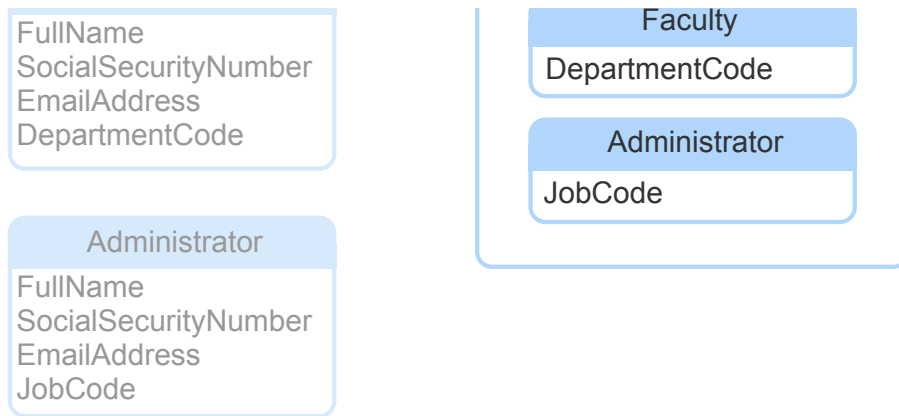 FullName
SocialSecurityNumber
EmailAddress
DepartmentCode
Administrator
FullName
SocialSecurityNumber
EmailAddress
JobCode
Faculty
DepartmentCode
Administrator
JobCode